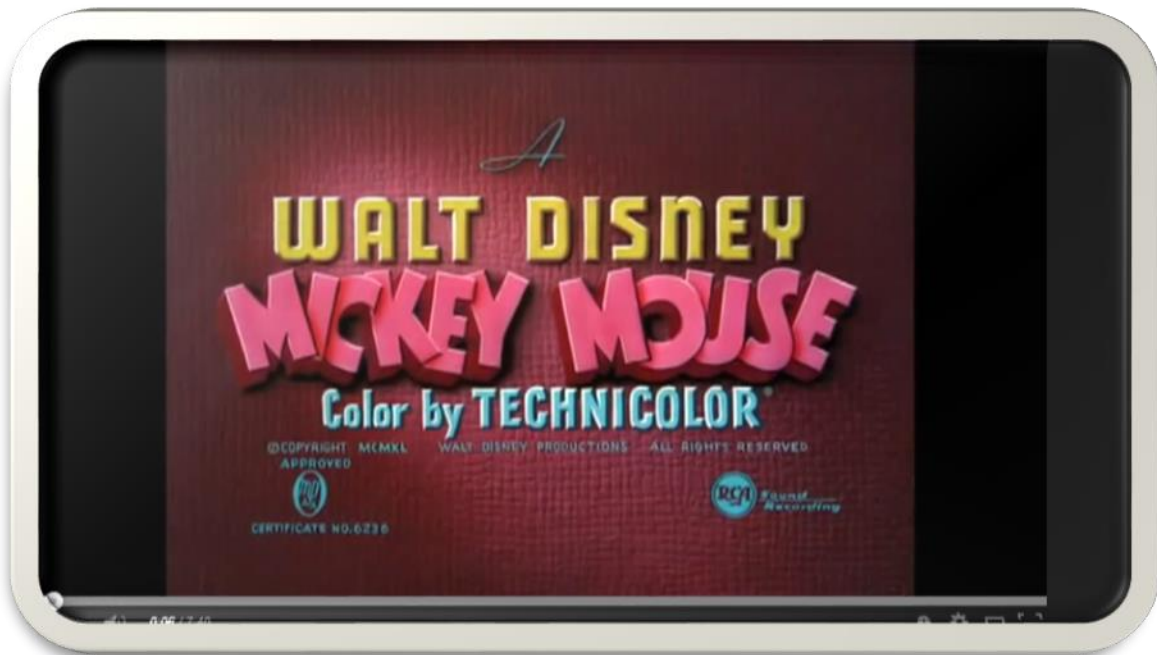 A
WALT DISNEY
MICKEY MOUSE
Color by TECHNICOLOR
©COPYRIGHT MCMXL WALT DISNEY PRODUCTIONS ALL RIGHTS RESERVED
APPROVED
CERTIFICATE NO.6236
RCA Sound
Recording